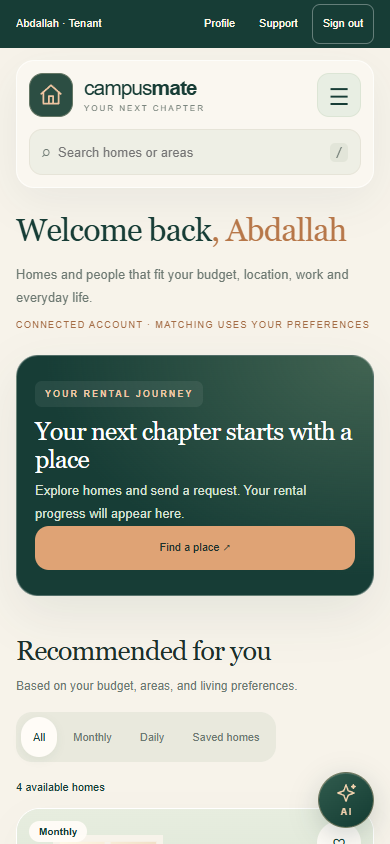 Abdallah · Tenant
Profile
Support
Sign out
campusmate
YOUR NEXT CHAPTER
Search homes or areas
/
Welcome back, Abdallah
Homes and people that fit your budget, location, work and
everyday life.
CONNECTED ACCOUNT · MATCHING USES YOUR PREFERENCES
YOUR RENTAL JOURNEY
Your next chapter starts with a
place
Explore homes and send a request. Your rental
progress will appear here.
Find a place ↗
Recommended for you
Based on your budget, areas, and living preferences.
All
Monthly
Daily
Saved homes
4 available homes
AI
Monthly